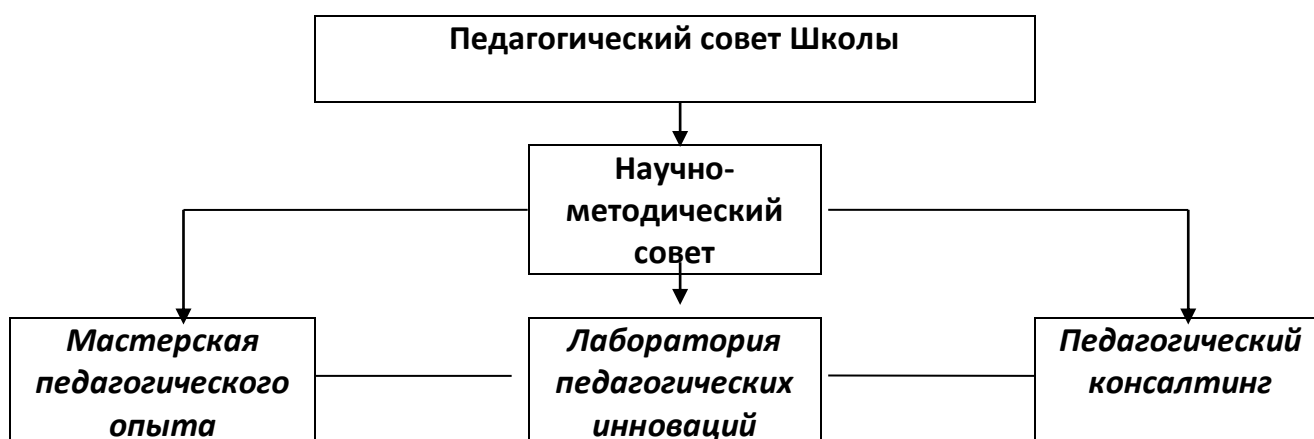 Педагогический совет Школы
Научно-
методический
совет
Мастерская
педагогического
опыта
Лаборатория
педагогических
инноваций
Педагогический
консалтинг